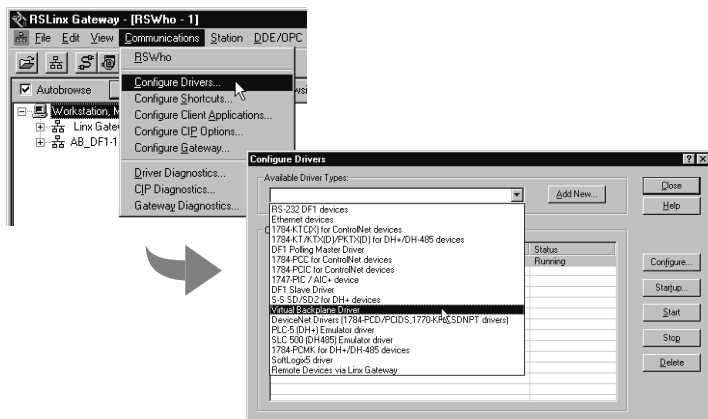 RSLinx Gateway - [RSWho - 1]
File Edit View Communications Station DDE/OPC
RSWho
Autobrowse
Configure Drivers...
Configure Shortcuts...
Configure Client Applications...
Configure CIP Options...
Configure Gateway...
Driver Diagnostics...
CIP Diagnostics...
Gateway Diagnostics...
Workstation, M
Linx Gatew
AB_DF1-1
Configure Drivers
Available Driver Types:
Add New...
Close
Help
RS-232 DF1 devices
Ethernet devices
1784-KTC(X) for ControlNet devices
1784-KT/KTX(D)/PKTX(D) for DH+/DH-485 devices
DF1 Polling Master Driver
1784-PCC for ControlNet devices
1784-PCIC for ControlNet devices
1747-PIC / AIC+ device
DF1 Slave Driver
S-S SD/SD2 for DH+ devices
Virtual Backplane Driver
DeviceNet Drivers (1784-PCD/PCIDS,1770-KFD,SDNPT drivers)
PLC-5 (DH+) Emulator driver
SLC 500 (DH485) Emulator driver
1784-PCMK for DH+/DH-485 devices
SoftLogix5 driver
Remote Devices via Linx Gateway
Status
Running
Configure...
Startup...
Start
Stop
Delete